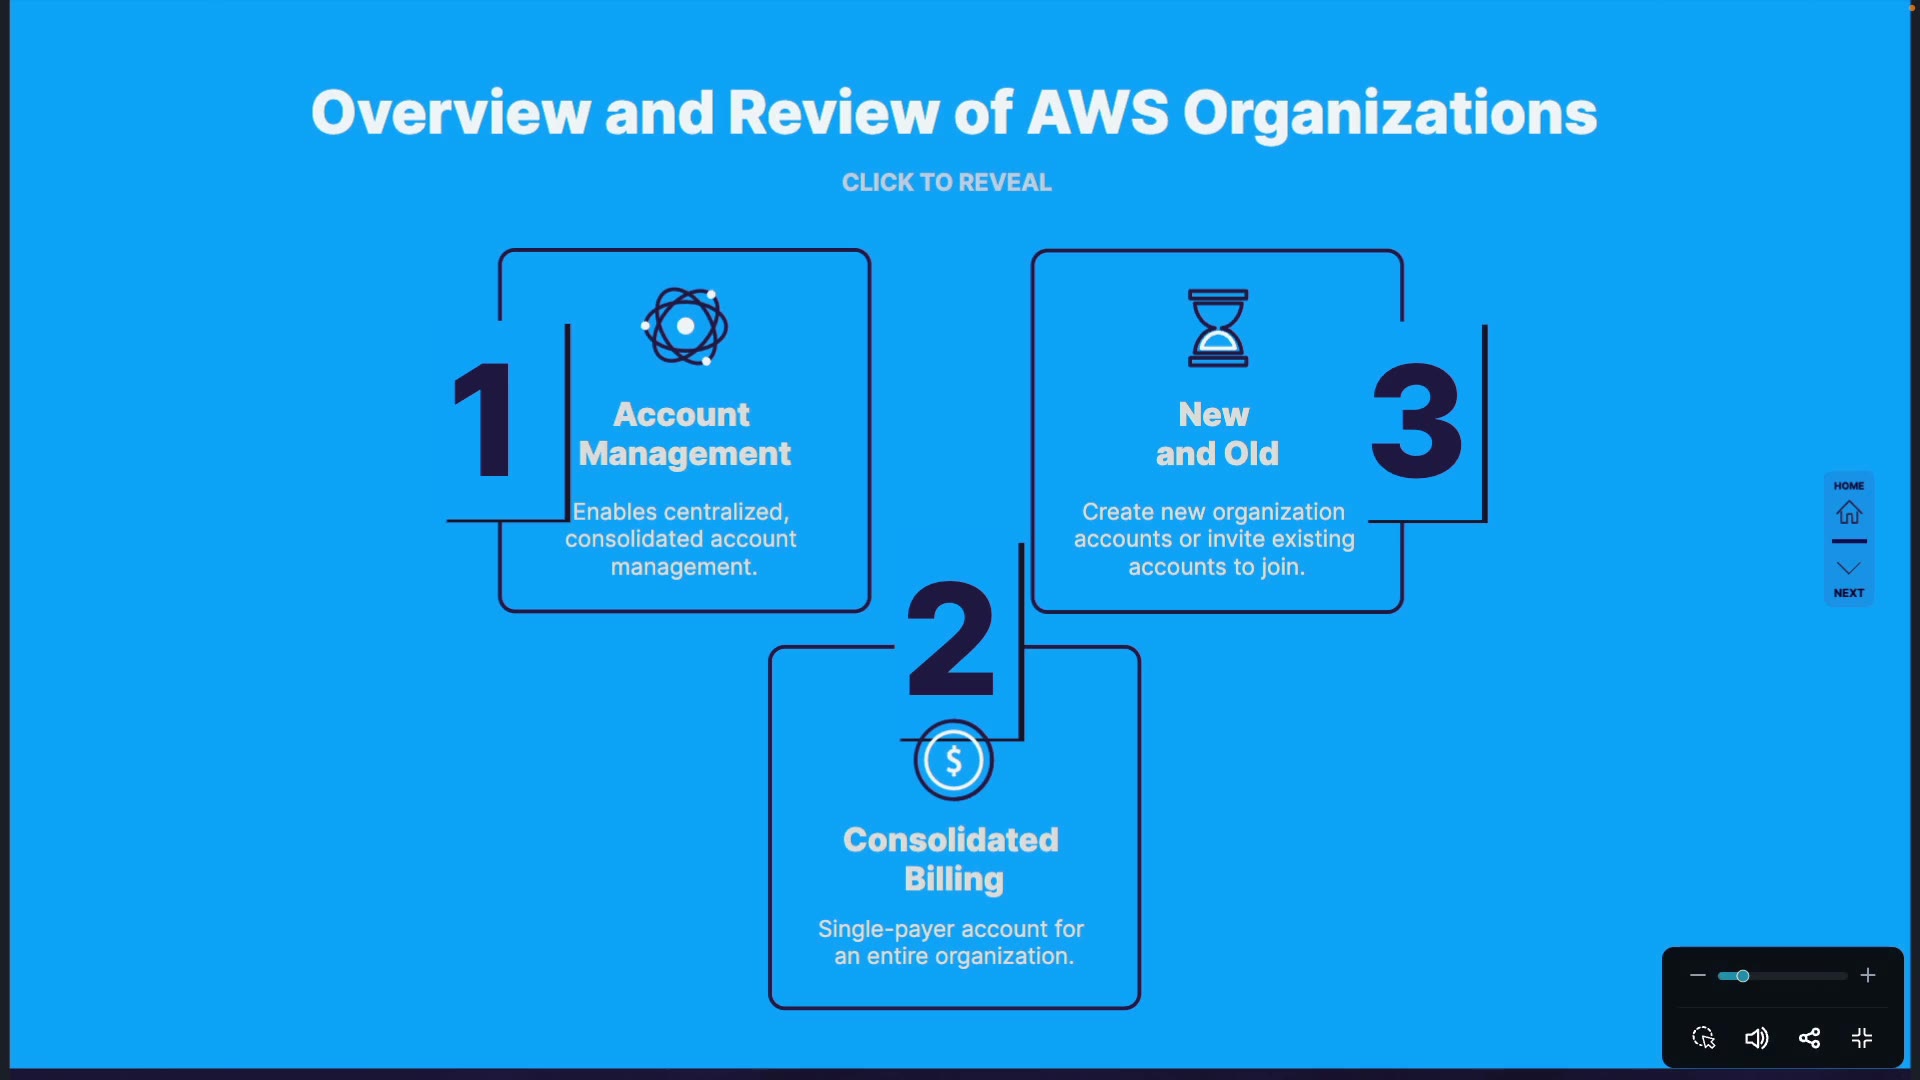 Overview and Review of AWS Organizations
CLICK TO REVEAL
1
Account
Management
Enables centralized,
consolidated account
management.
2
$
Consolidated
Billing
Single-payer account for
an entire organization.
3
New
and Old
Create new organization
accounts or invite existing
accounts to join.
HOME
NEXT